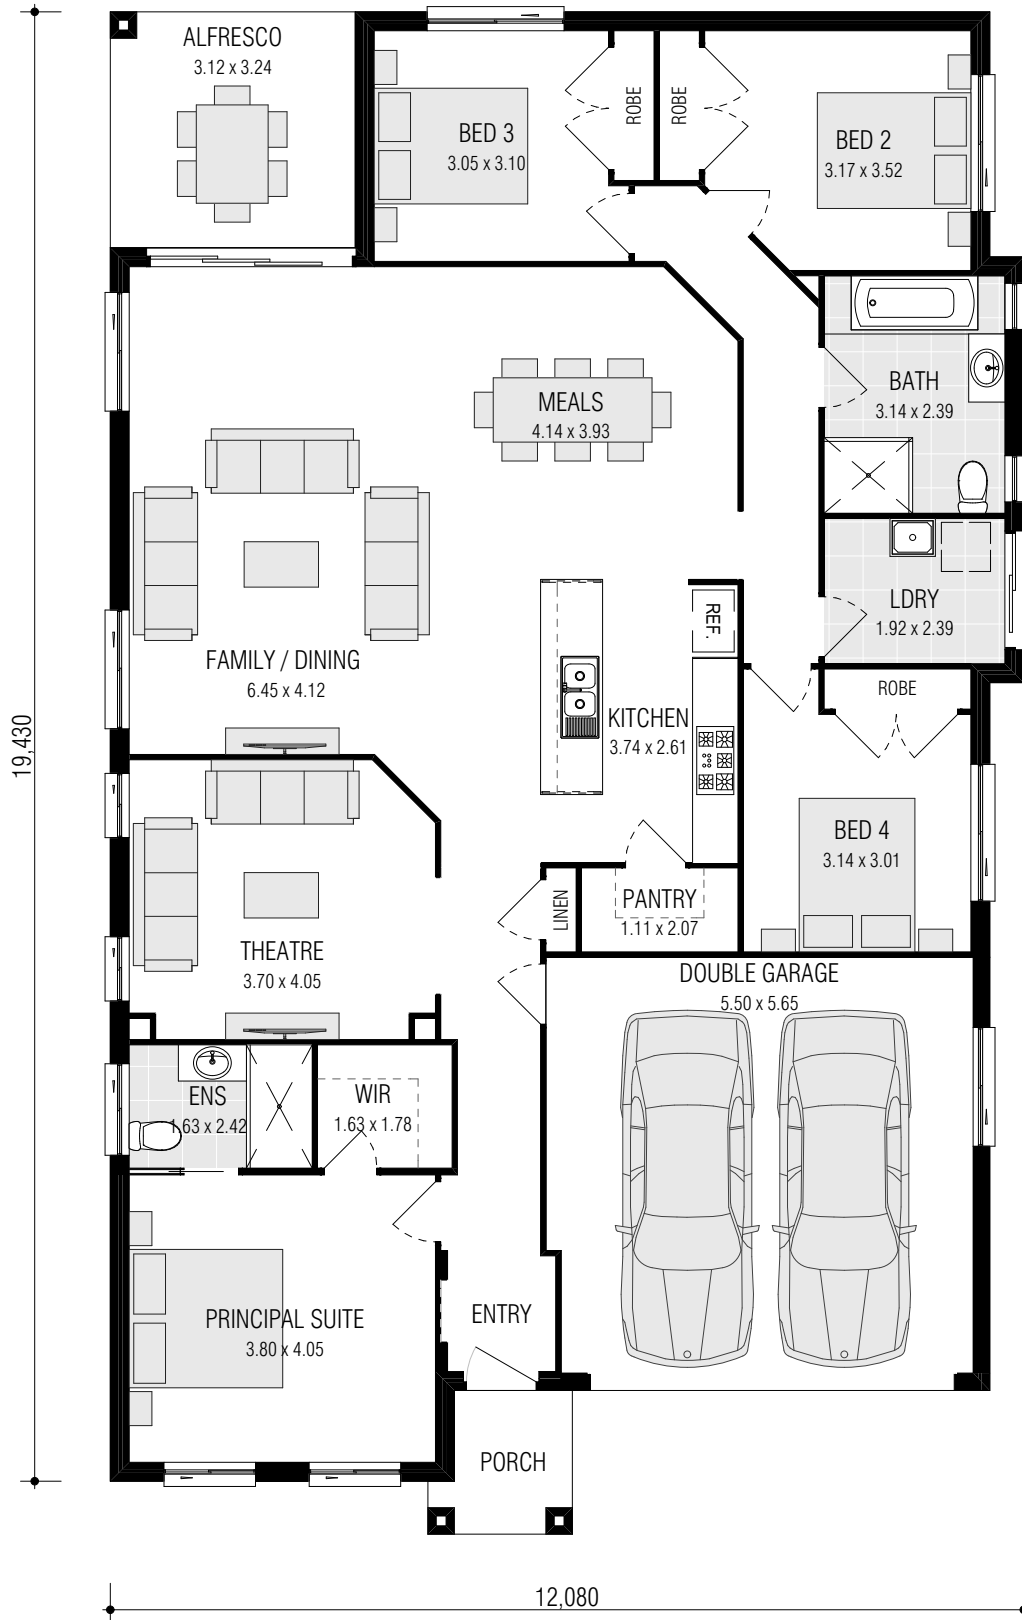 ALFRESCO
3.12 x 3.24
BED 3
3.05 x 3.10
ROBE
ROBE
BED 2
3.17 x 3.52
MEALS
4.14 x 3.93
BATH
3.14 x 2.39
LDRY
1.92 x 2.39
REF.
FAMILY / DINING
6.45 x 4.12
KITCHEN
3.74 x 2.61
ROBE
19,430
BED 4
3.14 x 3.01
THEATRE
3.70 x 4.05
LINEN
PANTRY
1.11 x 2.07
DOUBLE GARAGE
5.50 x 5.65
ENS
1.63 x 2.42
WIR
1.63 x 1.78
PRINCIPAL SUITE
3.80 x 4.05
ENTRY
PORCH
12,080